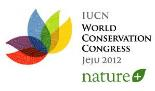 IUCN
WORLD
CONSERVATION
CONGRESS
JEJU 2012
nature+